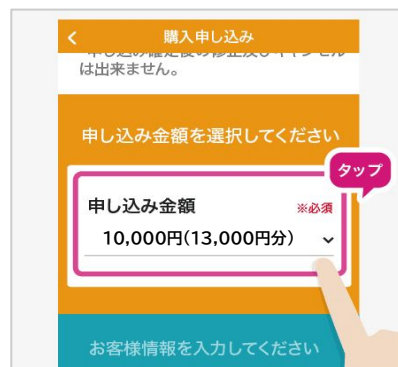 購入申し込み
は出来ません。
申し込み金額を選択してください
タップ
申し込み金額 ※必須
10,000円(13,000円分)
お客様情報を入力してください